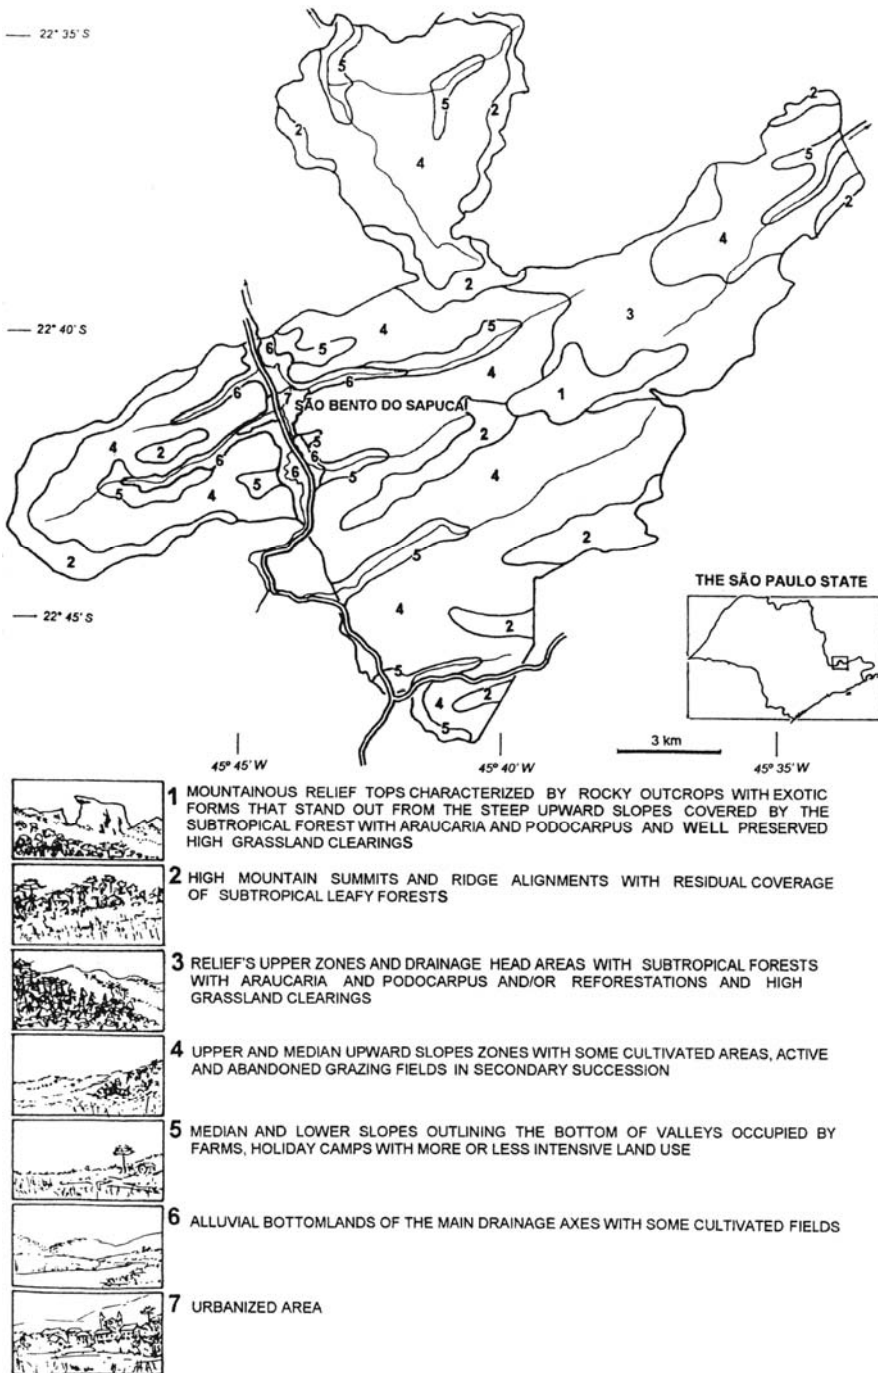 22° 35' S
5
5
2
2
4
2
5
2
4
2
22° 40' S
4
3
5
6
5
4
6
1
6
7
SÃO BENTO DO SAPUCAÍ
2
4
5
2
6
6
4
6
5
5
5
4
2
5
2
THE SÃO PAULO STATE
22° 45' S
4
2
5
2
4
5
3 km
45° 45' W
45° 40' W
45° 35' W
1 MOUNTAINOUS RELIEF TOPS CHARACTERIZED BY ROCKY OUTCROPS WITH EXOTIC
FORMS THAT STAND OUT FROM THE STEEP UPWARD SLOPES COVERED BY THE
SUBTROPICAL FOREST WITH ARAUCARIA AND PODOCARPUS AND WELL PRESERVED
HIGH GRASSLAND CLEARINGS
2 HIGH MOUNTAIN SUMMITS AND RIDGE ALIGNMENTS WITH RESIDUAL COVERAGE
OF SUBTROPICAL LEAFY FORESTS
3 RELIEF'S UPPER ZONES AND DRAINAGE HEAD AREAS WITH SUBTROPICAL FORESTS
WITH ARAUCARIA AND PODOCARPUS AND/OR REFORESTATIONS AND HIGH
GRASSLAND CLEARINGS
4 UPPER AND MEDIAN UPWARD SLOPES ZONES WITH SOME CULTIVATED AREAS, ACTIVE
AND ABANDONED GRAZING FIELDS IN SECONDARY SUCCESSION
5 MEDIAN AND LOWER SLOPES OUTLINING THE BOTTOM OF VALLEYS OCCUPIED BY
FARMS, HOLIDAY CAMPS WITH MORE OR LESS INTENSIVE LAND USE
6 ALLUVIAL BOTTOMLANDS OF THE MAIN DRAINAGE AXES WITH SOME CULTIVATED FIELDS
7 URBANIZED AREA